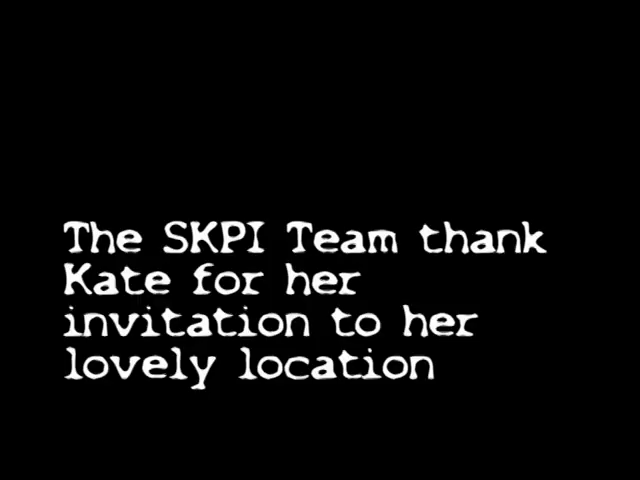 The SKPI Team thank
Kate for her
invitation to her
lovely location